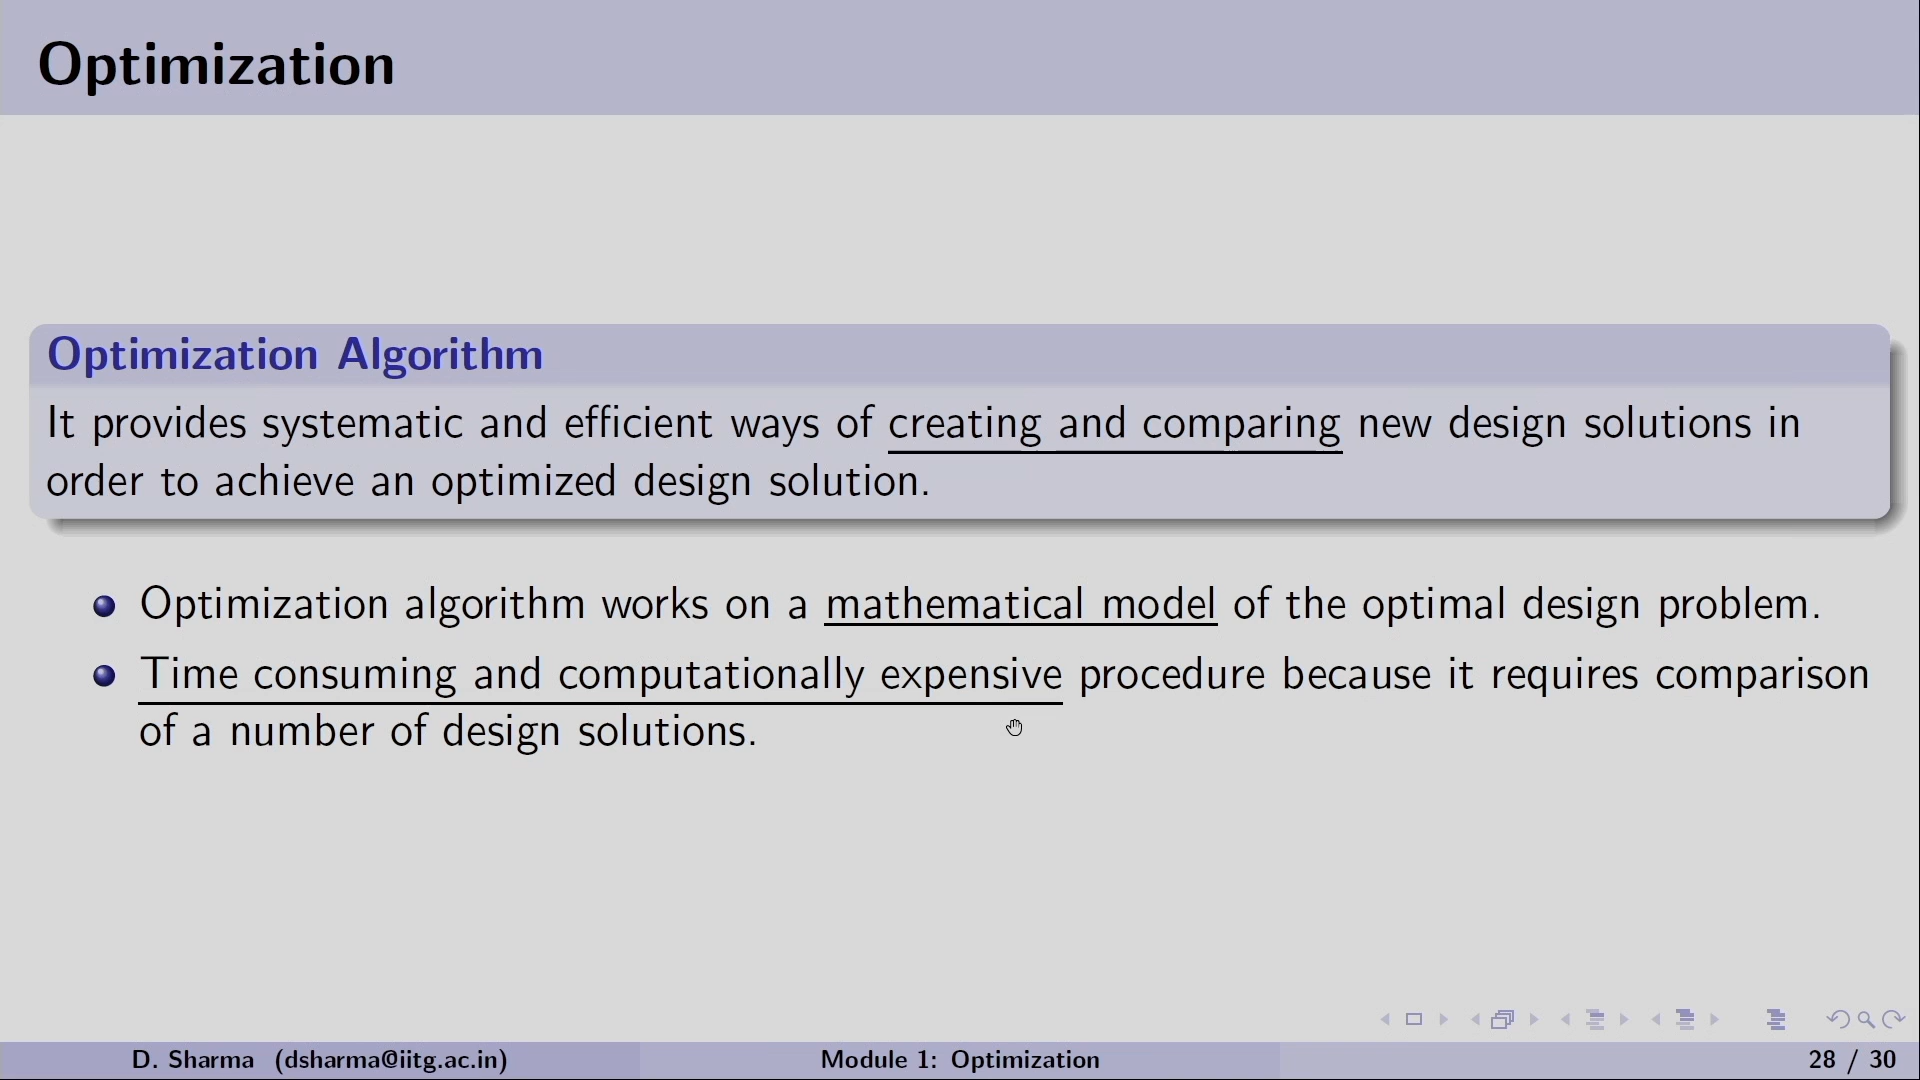 Optimization
Optimization Algorithm
It provides systematic and efficient ways of creating and comparing new design solutions in
order to achieve an optimized design solution.
Optimization algorithm works on a mathematical model of the optimal design problem.
Time consuming and computationally expensive procedure because it requires comparison
of a number of design solutions.
D. Sharma (dsharma@iitg.ac.in)
Module 1: Optimization
28 / 30